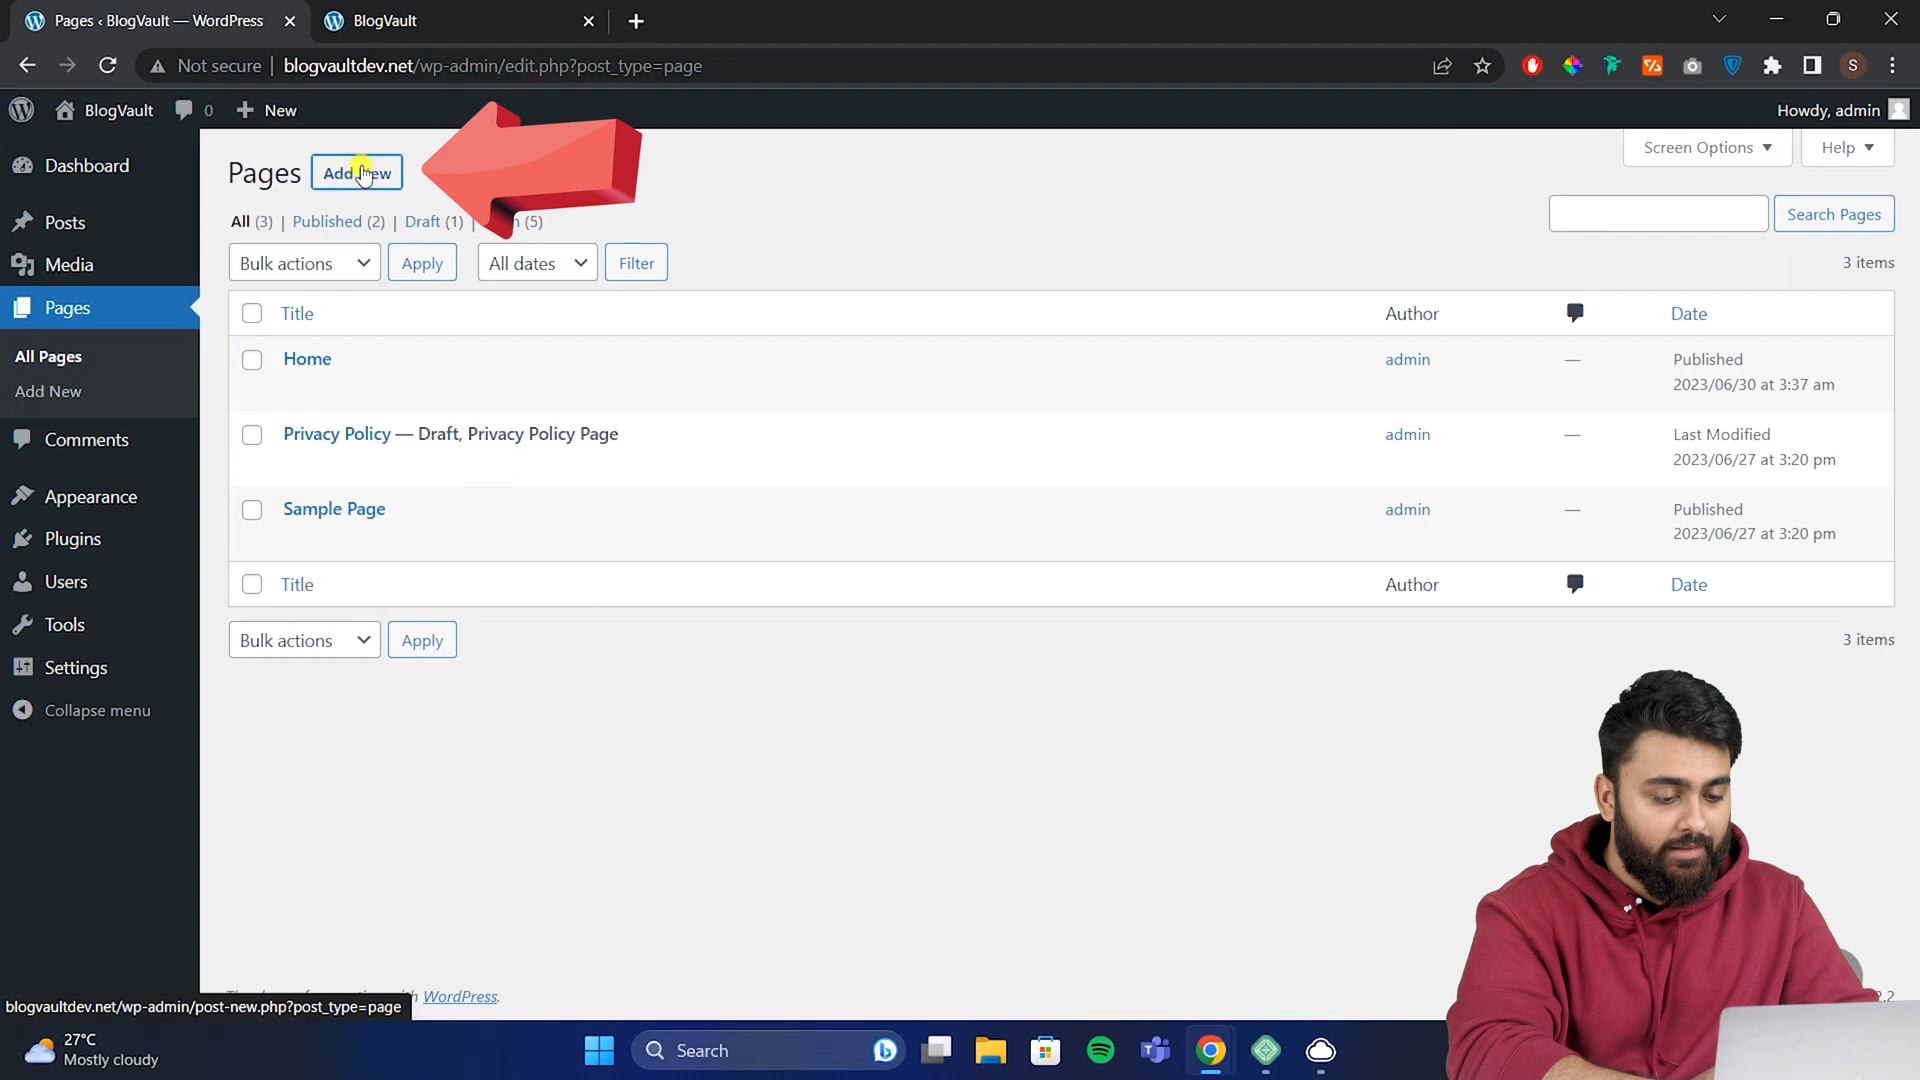 Pages ‹ BlogVault — WordPress
BlogVault
Not secure
blogvaultdev.net/wp-admin/edit.php?post_type=page
S
BlogVault
0
New
Howdy, admin
Dashboard
Posts
Media
Pages
All Pages
Add New
Comments
Appearance
Plugins
Users
Tools
Settings
Collapse menu
Screen Options
Help
Pages
All (3) | Published (2) | Draft (1) | (5)
Search Pages
Bulk actions
Apply
All dates
Filter
3 items
Title
Author
Date
Home
admin
—
Published
2023/06/30 at 3:37 am
Privacy Policy — Draft, Privacy Policy Page
admin
—
Last Modified
2023/06/27 at 3:20 pm
Sample Page
admin
—
Published
2023/06/27 at 3:20 pm
Title
Author
Date
Bulk actions
Apply
3 items
WordPress.
blogvaultdev.net/wp-admin/post-new.php?post_type=page
27°C
Mostly cloudy
Search